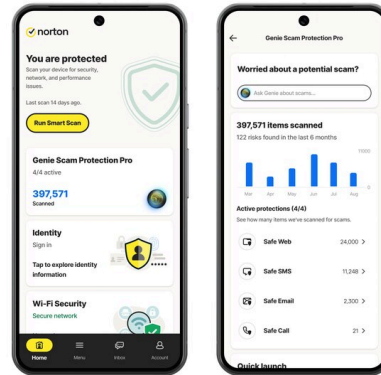 norton
You are protected
Scan your device for security,
network, and performance
issues.
Last scan 14 days ago.
Run Smart Scan
Genie Scam Protection Pro
4/4 active
397,571
Scanned
Identity
Sign in
Tap to explore identity
information
Wi-Fi Security
Secure network
Home
Menu
Inbox
Account
Genie Scam Protection Pro
Worried about a potential scam?
Ask Genie about scams...
397,571 items scanned
122 risks found in the last 6 months
11000
0
Mar Apr May Jun Jul Aug
Active protections (4/4)
See how many items we've scanned for scams.
Safe Web 24,000 >
Safe SMS 11,248 >
Safe Email 2,300 >
Safe Call 21 >
Quick launch